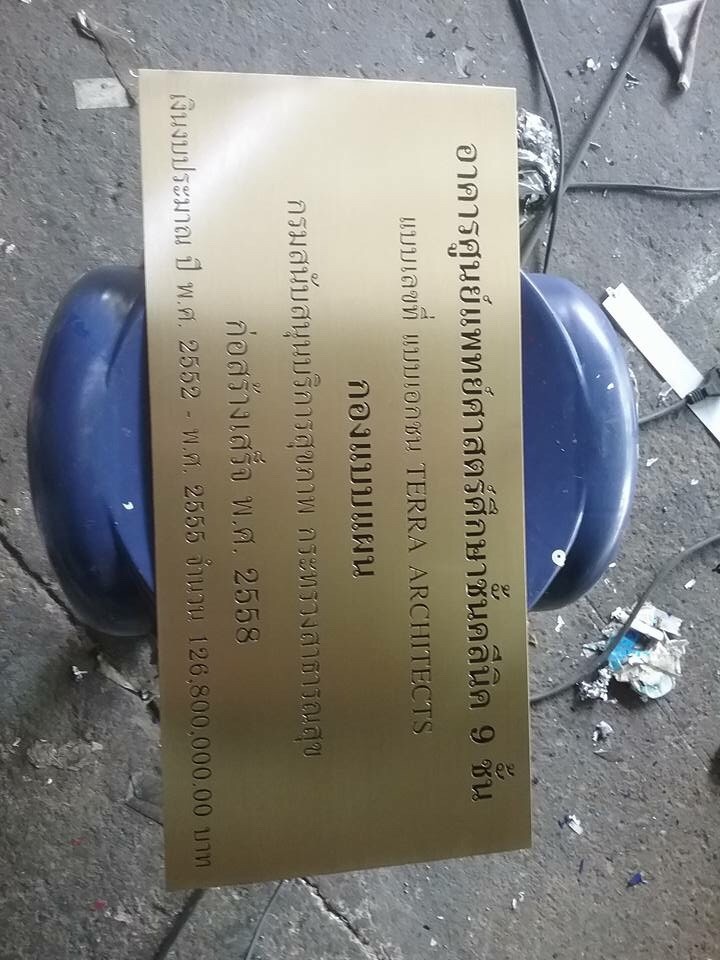 อาคารศูนย์แพทย์ศาสตร์ศึกษาชั้นคลีนิค 9 ชั้น
แบบเลขที่ แบบเอกชน TERRA ARCHITECTS
กองแบบแผน
กรมสนับสนุนบริการสุขภาพ กระทรวงสาธารณสุข
ก่อสร้างเสร็จ พ.ศ. 2558
เงินงบประมาณ ปี พ.ศ. 2552 - พ.ศ. 2555 จำนวน 126,800,000.00 บาท